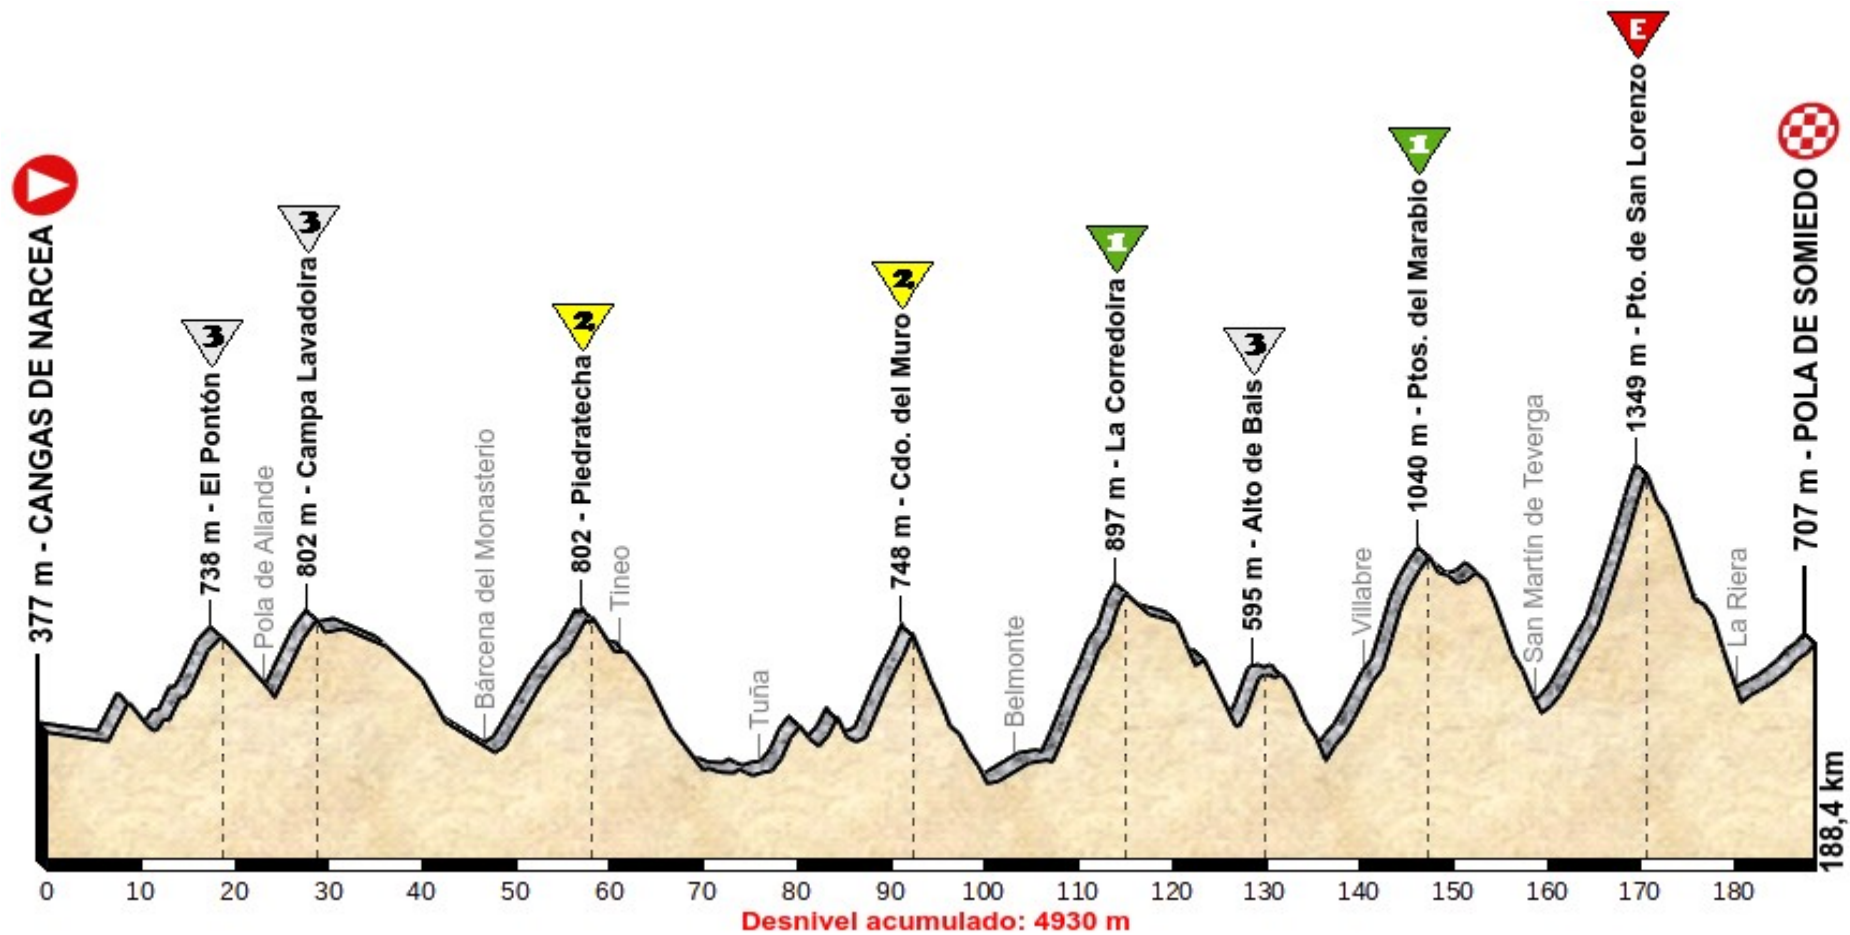 377 m - CANGAS DE NARCEA
3
738 m - El Pontón
Pola de Allande
3
802 m - Campa Lavadoira
Bárcena del Monasterio
2
802 - Piedratecha
Tineo
Tuña
2
748 m - Cdo. del Muro
Belmonte
1
897 m - La Corredoira
3
595 m - Alto de Bais
Villabre
1
1040 m - Ptos. del Marabio
San Martín de Teverga
E
1349 m - Pto. de San Lorenzo
La Riera
707 m - POLA DE SOMIEDO
188,4 km
0 10 20 30 40 50 60 70 80 90 100 110 120 130 140 150 160 170 180
Desnivel acumulado: 4930 m